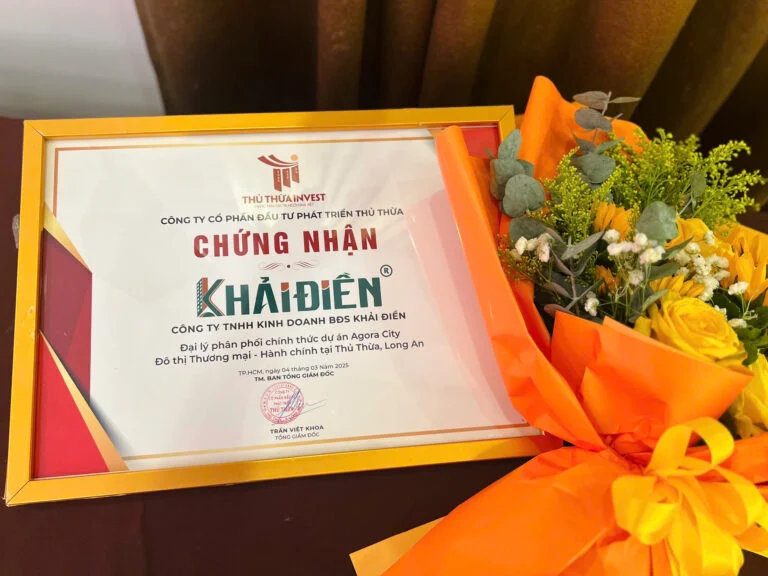 THỦ THỪA INVEST
CÔNG TY CỔ PHẦN ĐẦU TƯ PHÁT TRIỂN THỦ THỪA
CHỨNG NHẬN
KHẢIĐIỀN®
CÔNG TY TNHH KINH DOANH BĐS KHẢI ĐIỀN
Đại lý phân phối chính thức dự án Agora City
Đô thị Thương mại - Hành chính tại Thủ Thừa, Long An
TP.HCM, ngày 04 tháng 03 Năm 2025
TM. BAN TỔNG GIÁM ĐỐC
THỦ THỪA
TRẦN VIỆT KHOA
TỔNG GIÁM ĐỐC